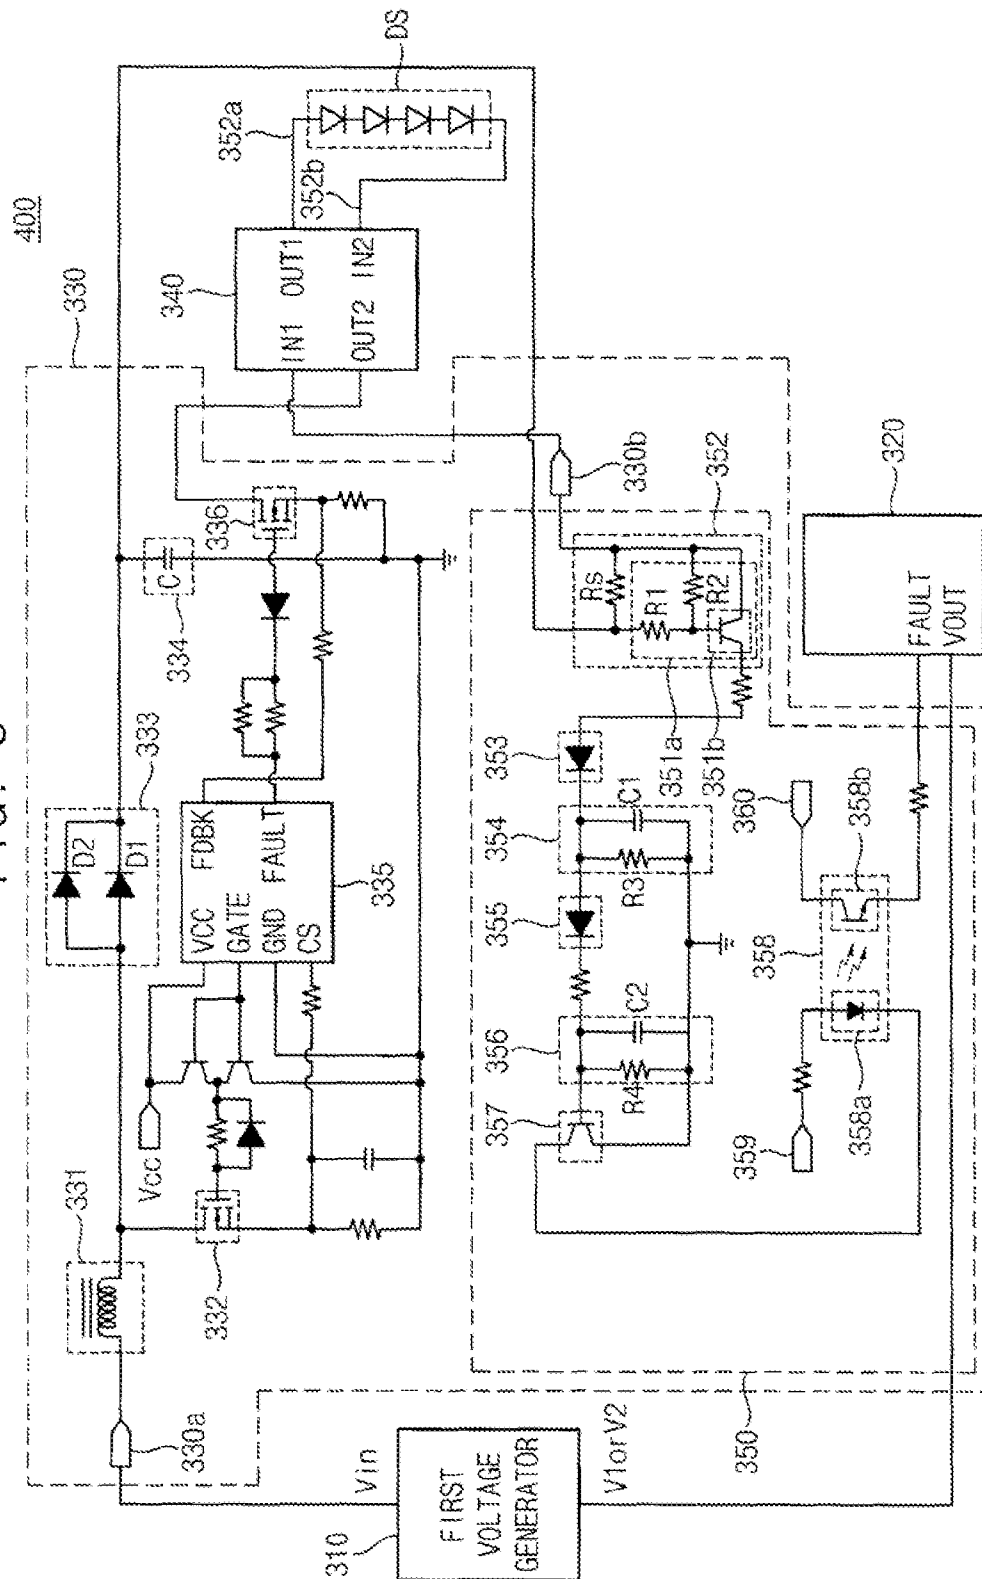 400
330
331
330a
Vcc
332
333
D2
D1
VCC
GATE
GND
CS
FDBK
FAULT
335
334
C
336
340
IN1
OUT1
OUT2
IN2
352a
352b
DS
310
Vin
FIRST
VOLTAGE
GENERATOR
V1orV2
350
357
356
R4
C2
355
354
R3
C1
353
351a
351b
Rs
R1
R2
352
330b
359
358a
358
358b
360
320
FAULT
VOUT